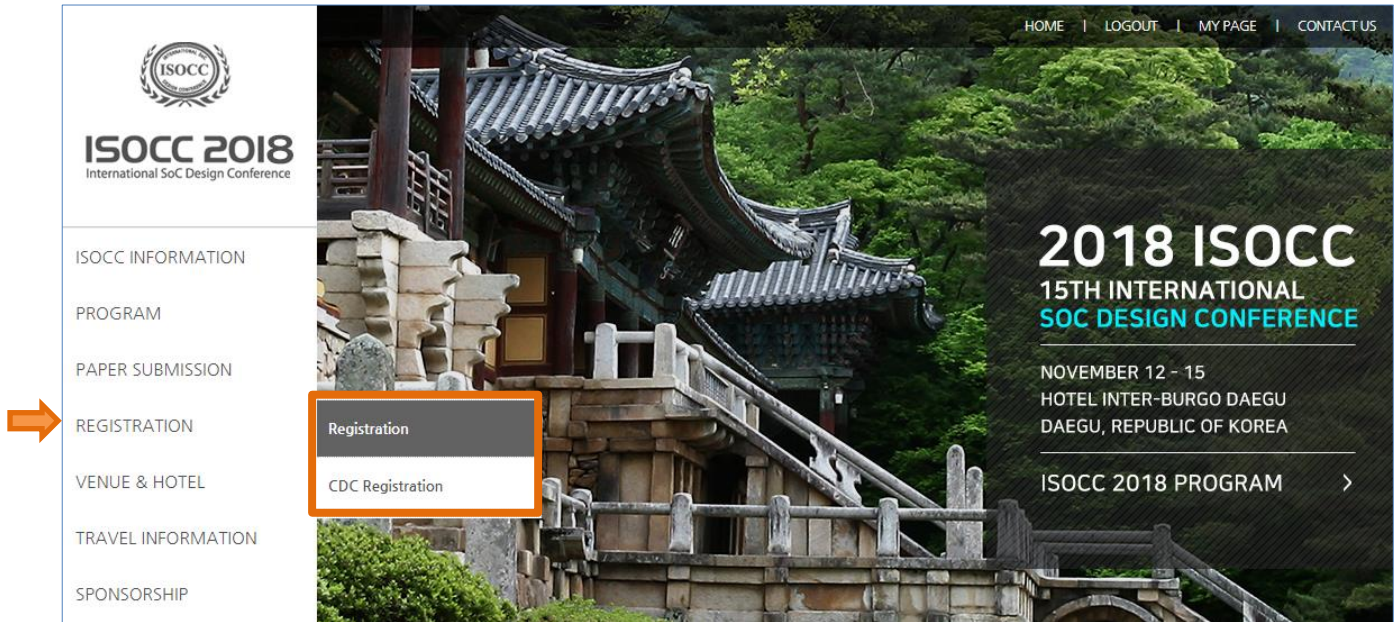 HOME | LOGOUT | MY PAGE | CONTACT US
ISOCC
ISOCC 2018
International SoC Design Conference
ISOCC INFORMATION
PROGRAM
PAPER SUBMISSION
REGISTRATION
VENUE & HOTEL
TRAVEL INFORMATION
SPONSORSHIP
Registration
CDC Registration
2018 ISOCC
15TH INTERNATIONAL
SOC DESIGN CONFERENCE
NOVEMBER 12 - 15
HOTEL INTER-BURGO DAEGU
DAEGU, REPUBLIC OF KOREA
ISOCC 2018 PROGRAM >